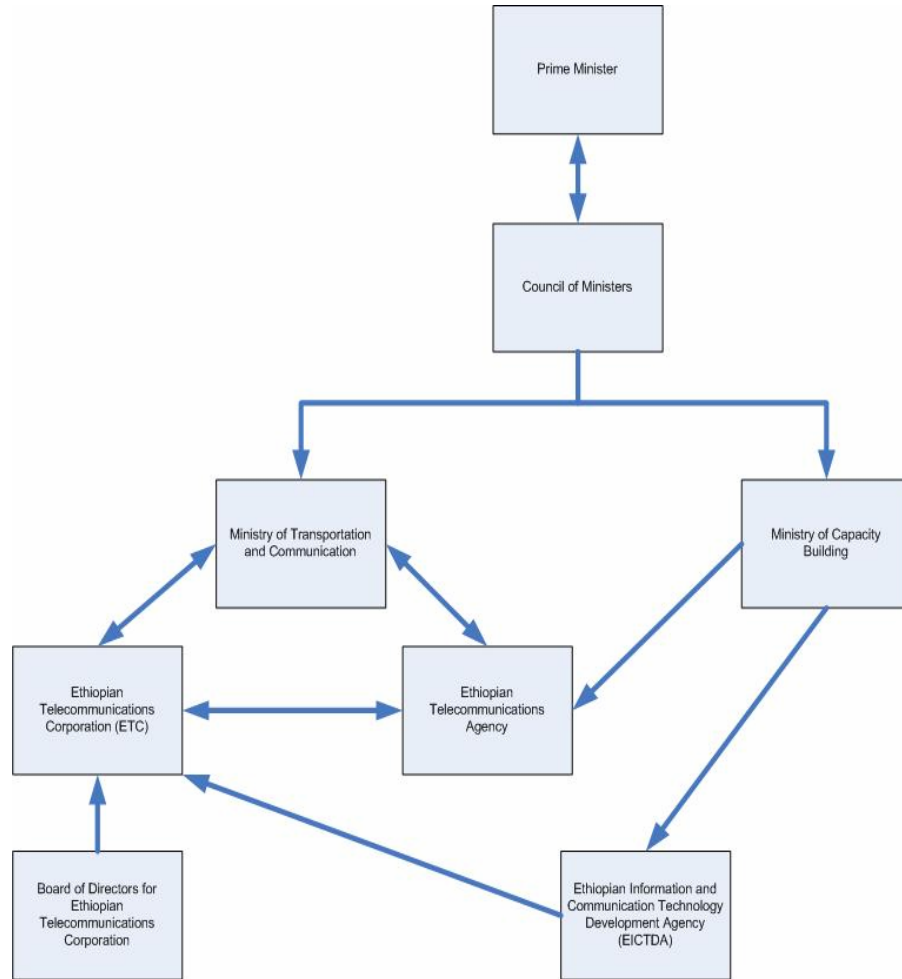 Prime Minister
Council of Ministers
Ministry of Transportation
and Communication
Ministry of Capacity
Building
Ethiopian
Telecommunications
Corporation (ETC)
Ethiopian
Telecommunications
Agency
Board of Directors for
Ethiopian
Telecommunications
Corporation
Ethiopian Information and
Communication Technology
Development Agency
(EICTDA)